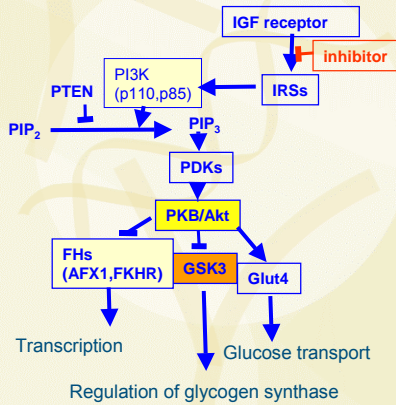 IGF receptor
inhibitor
PI3K
(p110,p85)
IRSs
PTEN
PIP2
PIP3
PDKs
PKB/Akt
FHs
(AFX1,FKHR)
GSK3
Glut4
Transcription
Glucose transport
Regulation of glycogen synthase